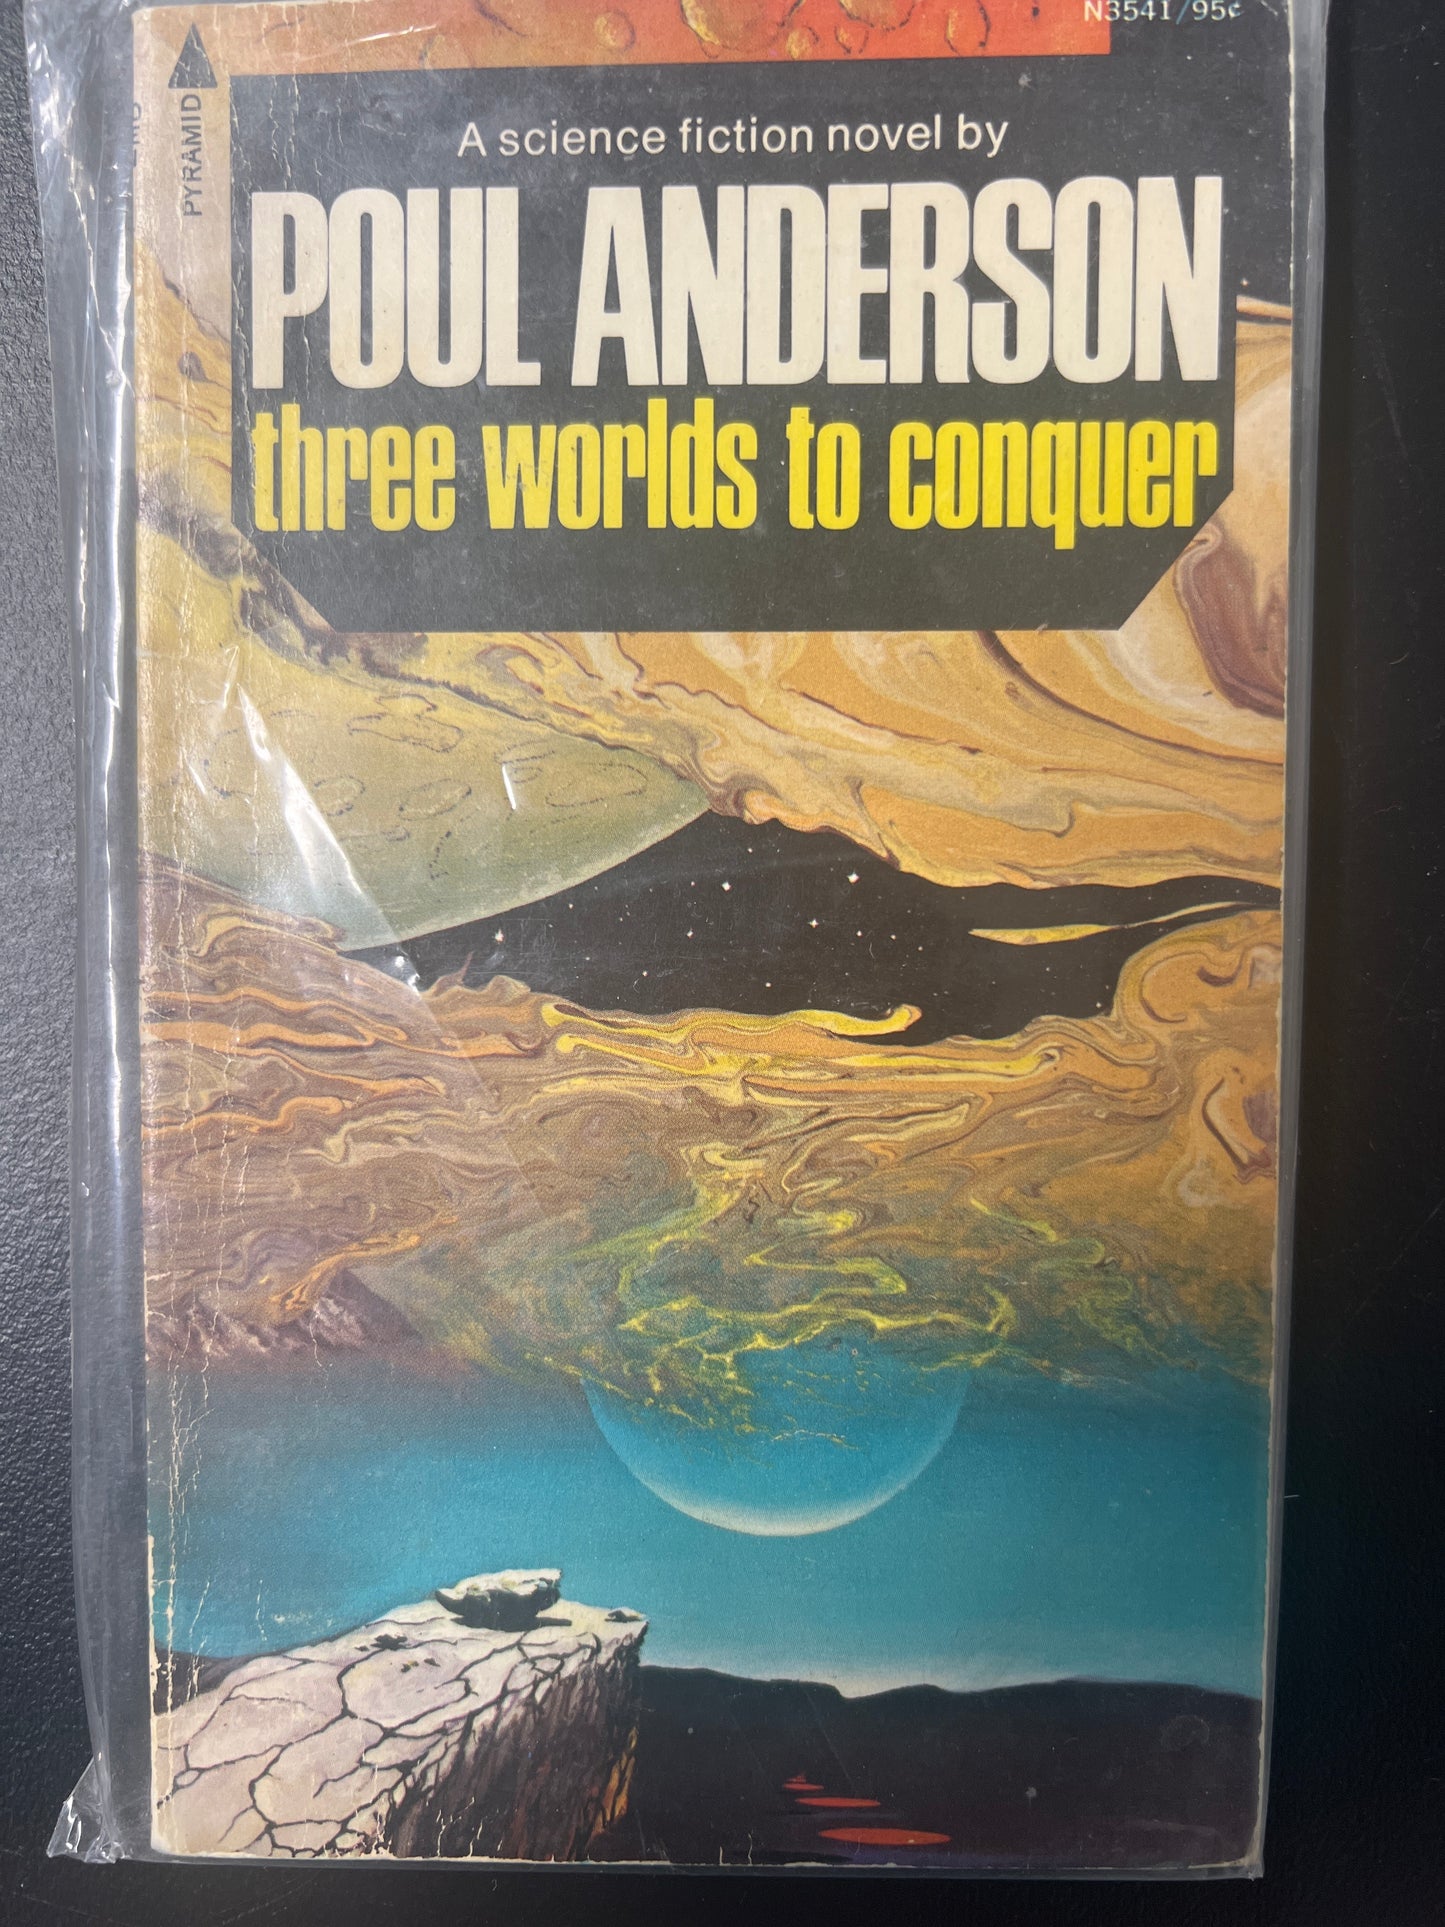 N3541/95¢
PYRAMID
A science fiction novel by
POUL ANDERSON
three worlds to conquer